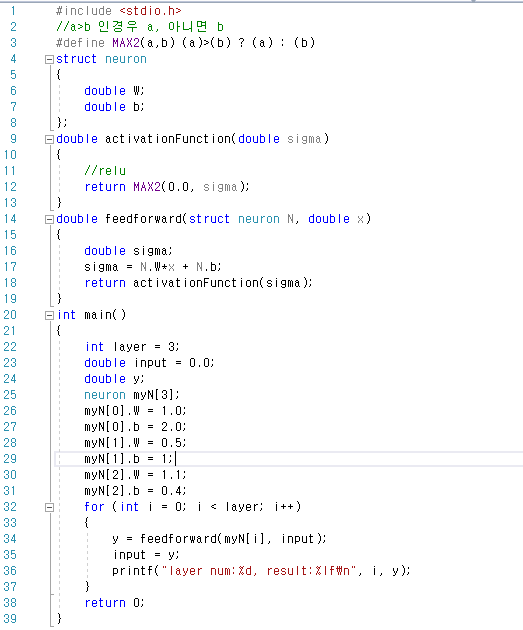 1 #include <stdio.h>
2 //a>b 인경우 a, 아니면 b
3 #define MAX2(a,b) (a)>(b) ? (a) : (b)
4 struct neuron
5 {
6 double W;
7 double b;
8 };
9 double activationFunction(double sigma)
10 {
11 //relu
12 return MAX2(0.0, sigma);
13 }
14 double feedforward(struct neuron N, double x)
15 {
16 double sigma;
17 sigma = N.W*x + N.b;
18 return activationFunction(sigma);
19 }
20 int main()
21 {
22 int layer = 3;
23 double input = 0.0;
24 double y;
25 neuron myN[3];
26 myN[0].W = 1.0;
27 myN[0].b = 2.0;
28 myN[1].W = 0.5;
29 myN[1].b = 1;
30 myN[2].W = 1.1;
31 myN[2].b = 0.4;
32 for (int i = 0; i < layer; i++)
33 {
34 y = feedforward(myN[i], input);
35 input = y;
36 printf("layer num:%d, result:%lf₩n", i, y);
37 }
38 return 0;
39 }